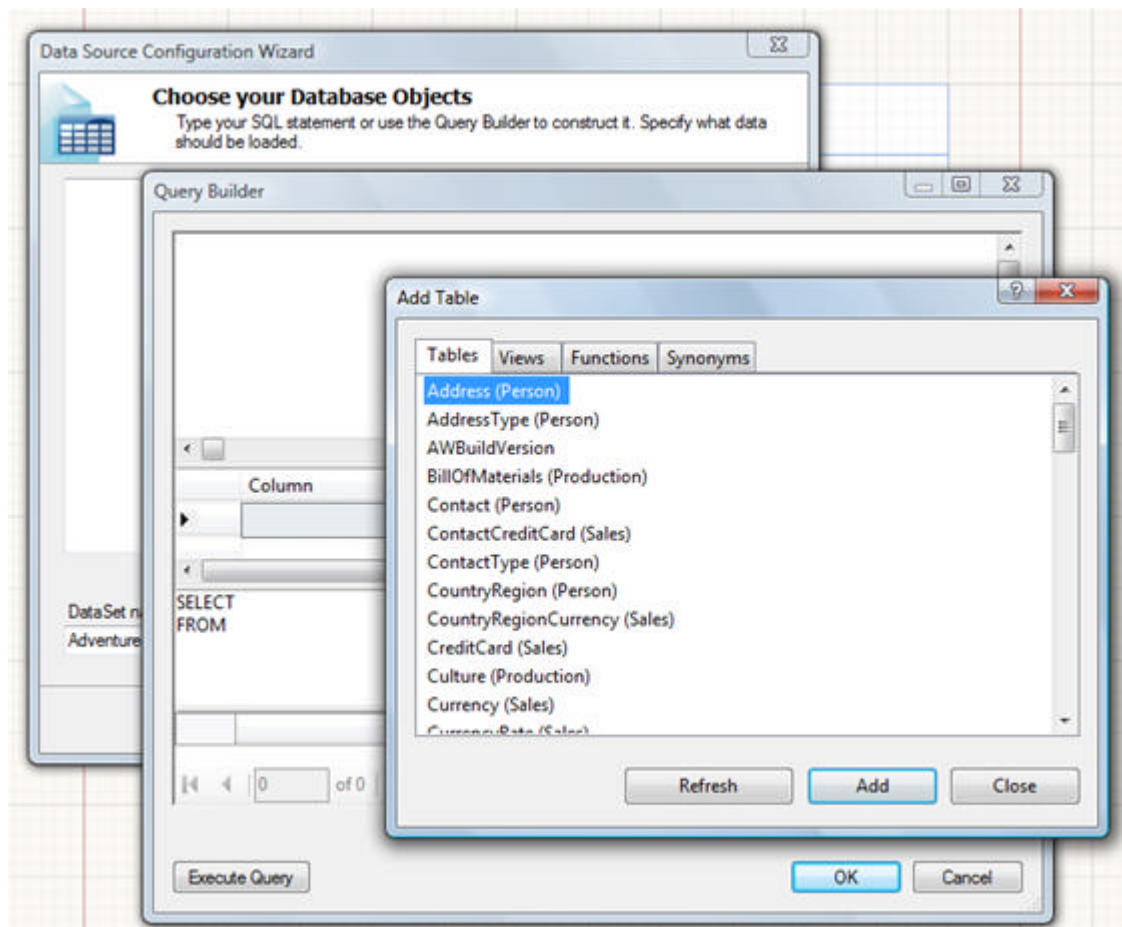 Data Source Configuration Wizard
Choose your Database Objects
Type your SQL statement or use the Query Builder to construct it. Specify what data
should be loaded.
Query Builder
Add Table
Tables
Views
Functions
Synonyms
Address (Person)
AddressType (Person)
AWBuildVersion
BillOfMaterials (Production)
Contact (Person)
ContactCreditCard (Sales)
ContactType (Person)
CountryRegion (Person)
CountryRegionCurrency (Sales)
CreditCard (Sales)
Culture (Production)
Currency (Sales)
CurrencyRate (Sales)
Refresh
Add
Close
Column
SELECT
FROM
DataSet n
Adventure
0
of 0
Execute Query
OK
Cancel